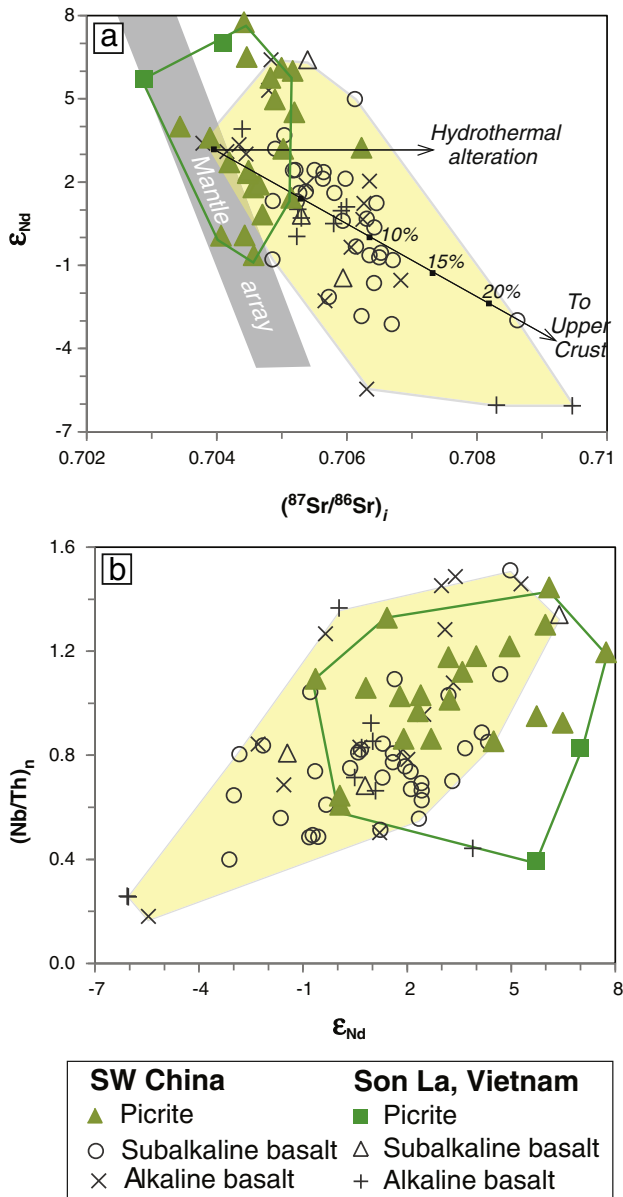 a
εNd
8
5
2
-1
-4
-7
Mantle
array
Hydrothermal
alteration
10%
15%
20%
To
Upper
Crust
0.702
0.704
0.706
0.708
0.71
(⁸⁷Sr/⁸⁶Sr)i
b
(Nb/Th)n
1.6
1.2
0.8
0.4
0.0
-7
-4
-1
2
5
8
εNd
SW China
Picrite
Subalkaline basalt
Alkaline basalt
Son La, Vietnam
Picrite
Subalkaline basalt
Alkaline basalt